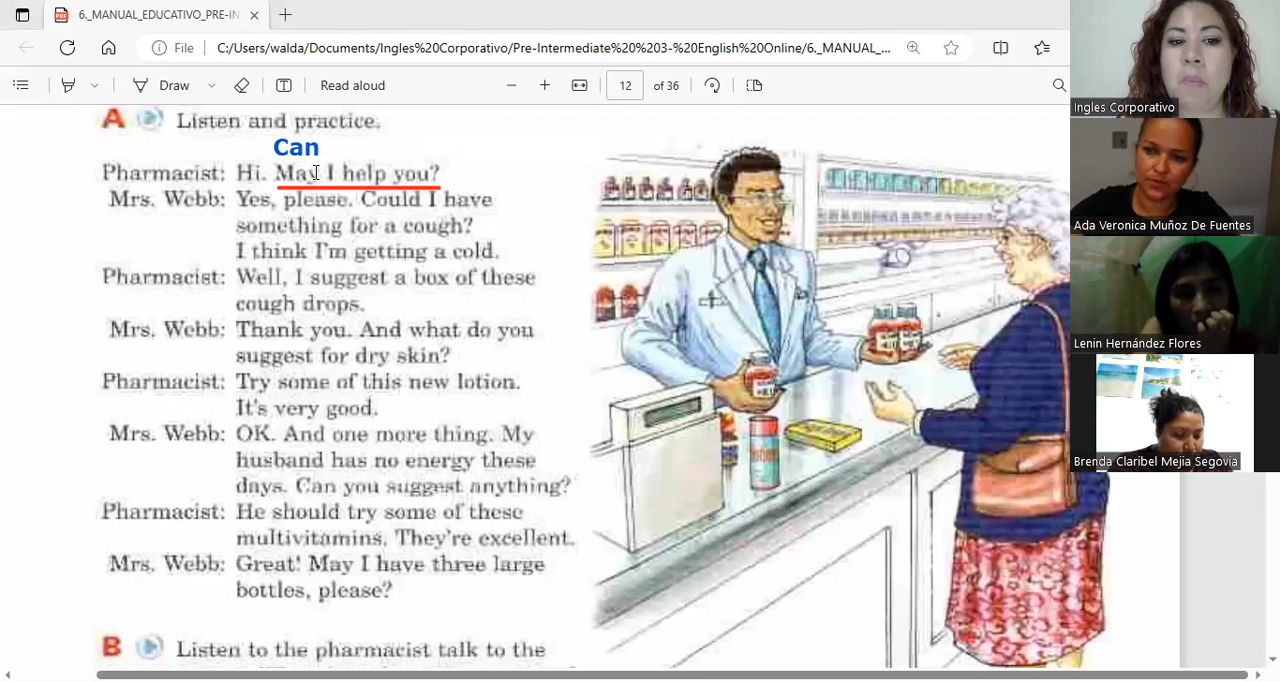 6._MANUAL_EDUCATIVO_PRE-IN
File
C:/Users/walda/Documents/Ingles%20Corporativo/Pre-Intermediate%20%203-%20English%20Online/6._MANUAL_...
Draw
Read aloud
12 of 36
A Listen and practice.
Can
Pharmacist: Hi. May I help you?
Mrs. Webb: Yes, please. Could I have
something for a cough?
I think I'm getting a cold.
Pharmacist: Well, I suggest a box of these
cough drops.
Mrs. Webb: Thank you. And what do you
suggest for dry skin?
Pharmacist: Try some of this new lotion.
It's very good.
Mrs. Webb: OK. And one more thing. My
husband has no energy these
days. Can you suggest anything?
Pharmacist: He should try some of these
multivitamins. They're excellent.
Mrs. Webb: Great! May I have three large
bottles, please?
B Listen to the pharmacist talk to the
Ingles Corporativo
Ada Veronica Muñoz De Fuentes
Lenin Hernández Flores
Brenda Claribel Mejia Segovia